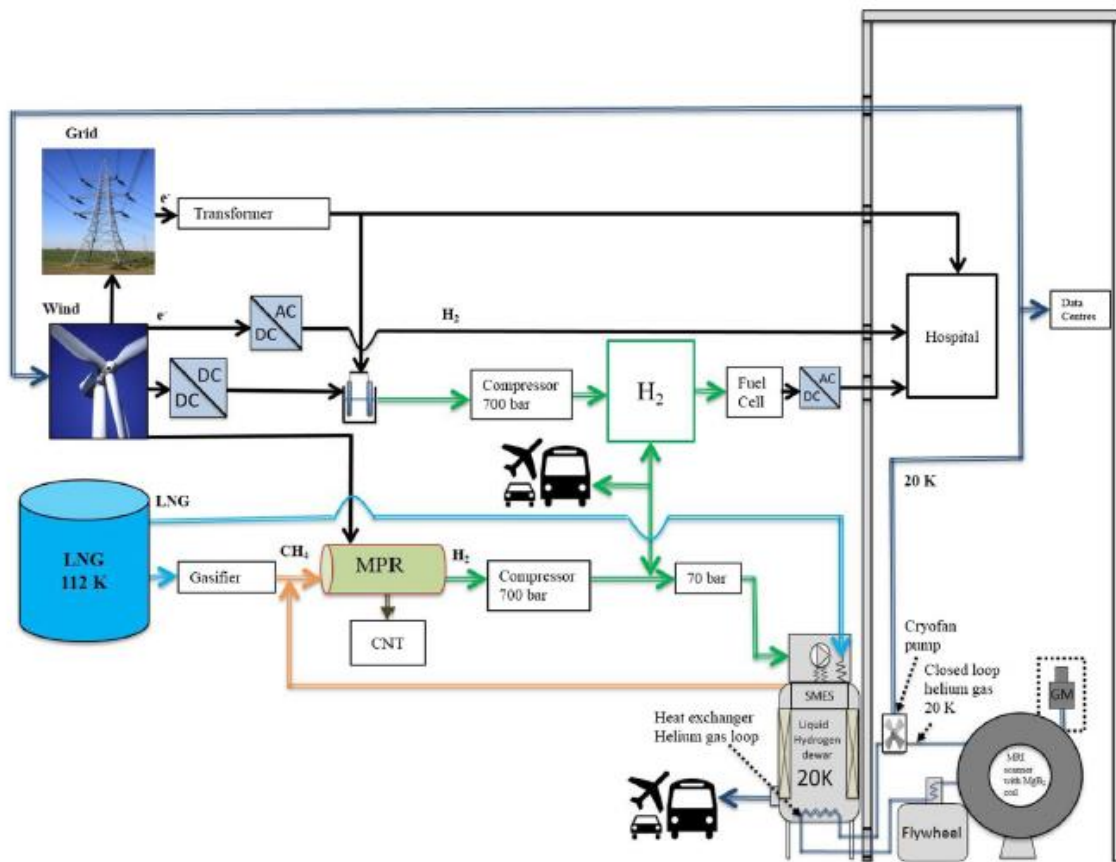 Grid
e-
Transformer
Wind
e-
DC
AC
H₂
Data
Centres
Hospital
DC
DC
Compressor
700 bar
H₂
Fuel
Cell
DC
AC
20 K
LNG
LNG
112 K
Gasifier
CH₄
MPR
H₂
Compressor
700 bar
70 bar
CNT
Cryofan
pump
Closed loop
helium gas
20 K
GM
SMES
Heat exchanger
Helium gas loop
Liquid
Hydrogen
dewar
20K
MRI
scanner
with MgB₂
coil
Flywheel